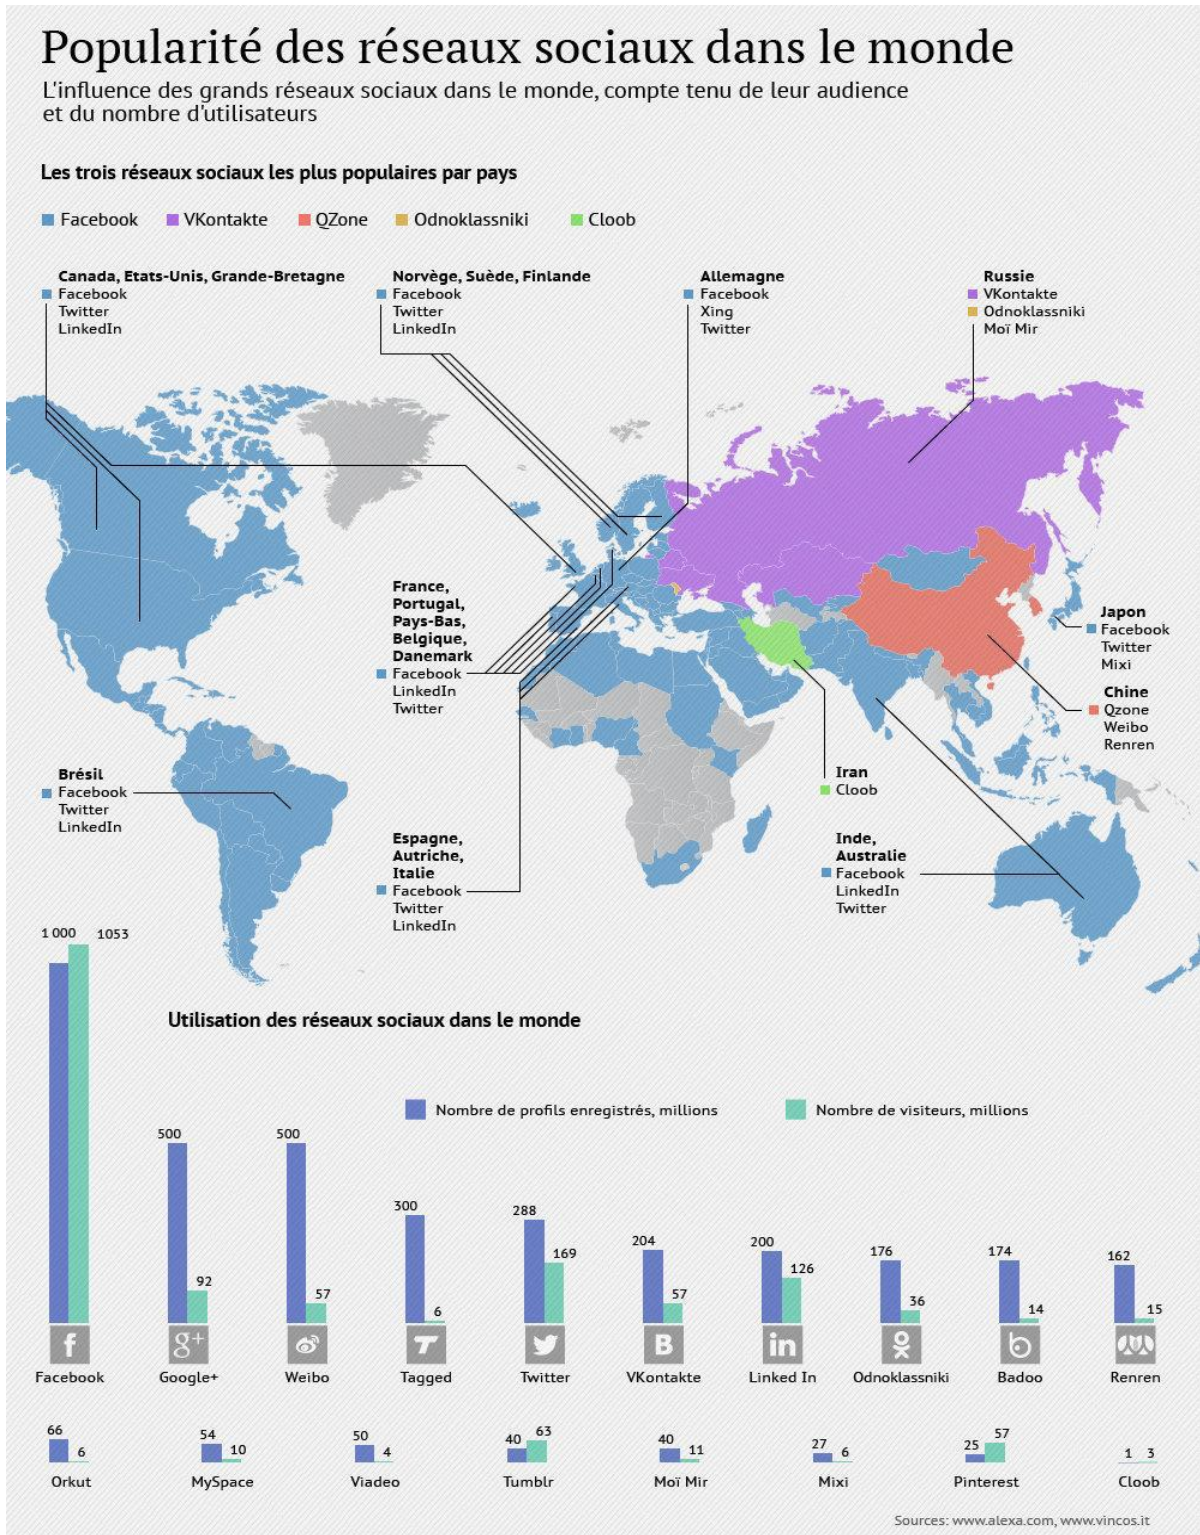 Popularité des réseaux sociaux dans le monde
L'influence des grands réseaux sociaux dans le monde, compte tenu de leur audience
et du nombre d'utilisateurs
Les trois réseaux sociaux les plus populaires par pays
Facebook VKontakte QZone Odnoklassniki Cloob
Canada, Etats-Unis, Grande-Bretagne
Facebook
Twitter
LinkedIn
Norvège, Suède, Finlande
Facebook
Twitter
LinkedIn
Allemagne
Facebook
Xing
Twitter
Russie
VKontakte
Odnoklassniki
Moï Mir
France,
Portugal,
Pays-Bas,
Belgique,
Danemark
Facebook
LinkedIn
Twitter
Japon
Facebook
Twitter
Mixi
Chine
Qzone
Weibo
Renren
Brésil
Facebook
Twitter
LinkedIn
Iran
Cloob
Espagne,
Autriche,
Italie
Facebook
Twitter
LinkedIn
Inde,
Australie
Facebook
LinkedIn
Twitter
Utilisation des réseaux sociaux dans le monde
Nombre de profils enregistrés, millions
Nombre de visiteurs, millions
1 000 1053
500 92
500 57
300 6
288 169
204 57
200 126
176 36
174 14
162 15
f g+ T B in b
Facebook Google+ Weibo Tagged Twitter VKontakte Linked In Odnoklassniki Badoo Renren
66 6 54 10 50 4 40 63 40 11 27 6 25 57 1 3
Orkut MySpace Viadeo Tumblr Moï Mir Mixi Pinterest Cloob
Sources: www.alexa.com, www.vincos.it